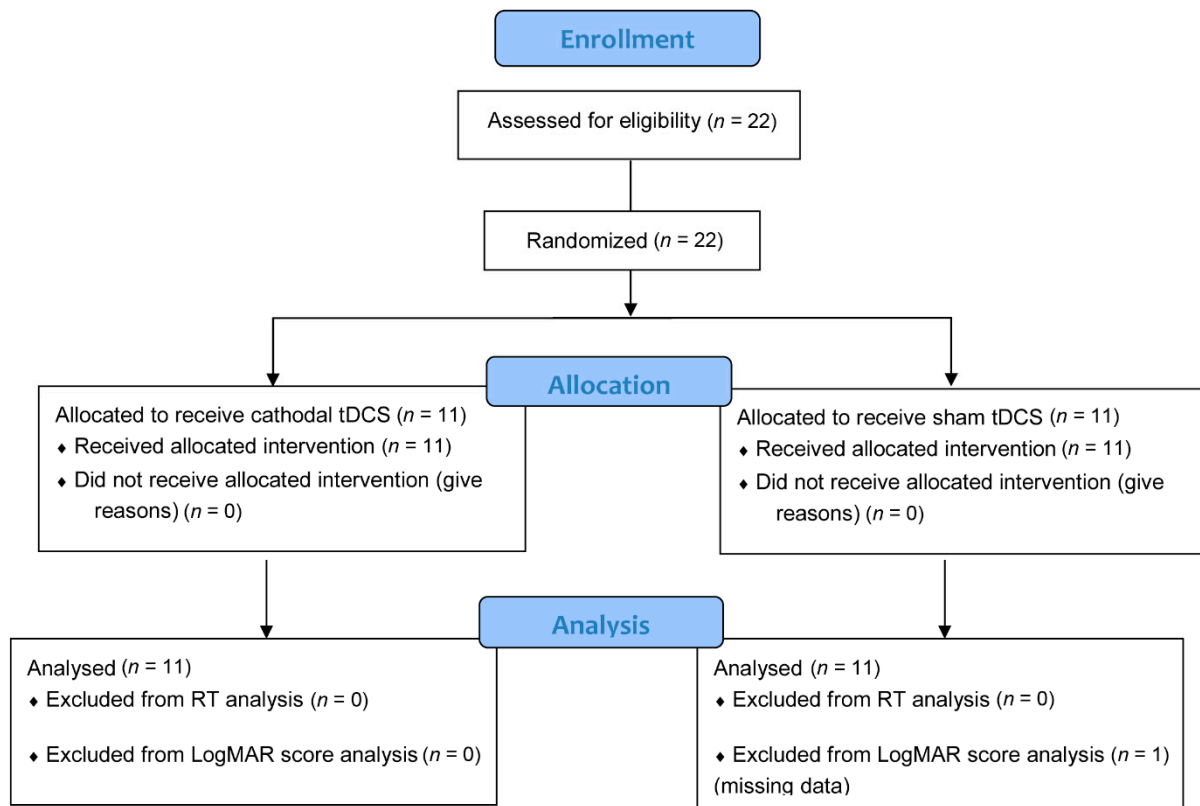 Enrollment
Assessed for eligibility (n = 22)
Randomized (n = 22)
Allocation
Allocated to receive cathodal tDCS (n = 11)
♦ Received allocated intervention (n = 11)
♦ Did not receive allocated intervention (give
reasons) (n = 0)
Allocated to receive sham tDCS (n = 11)
♦ Received allocated intervention (n = 11)
♦ Did not receive allocated intervention (give
reasons) (n = 0)
Analysis
Analysed (n = 11)
♦ Excluded from RT analysis (n = 0)
♦ Excluded from LogMAR score analysis (n = 0)
Analysed (n = 11)
♦ Excluded from RT analysis (n = 0)
♦ Excluded from LogMAR score analysis (n = 1)
(missing data)